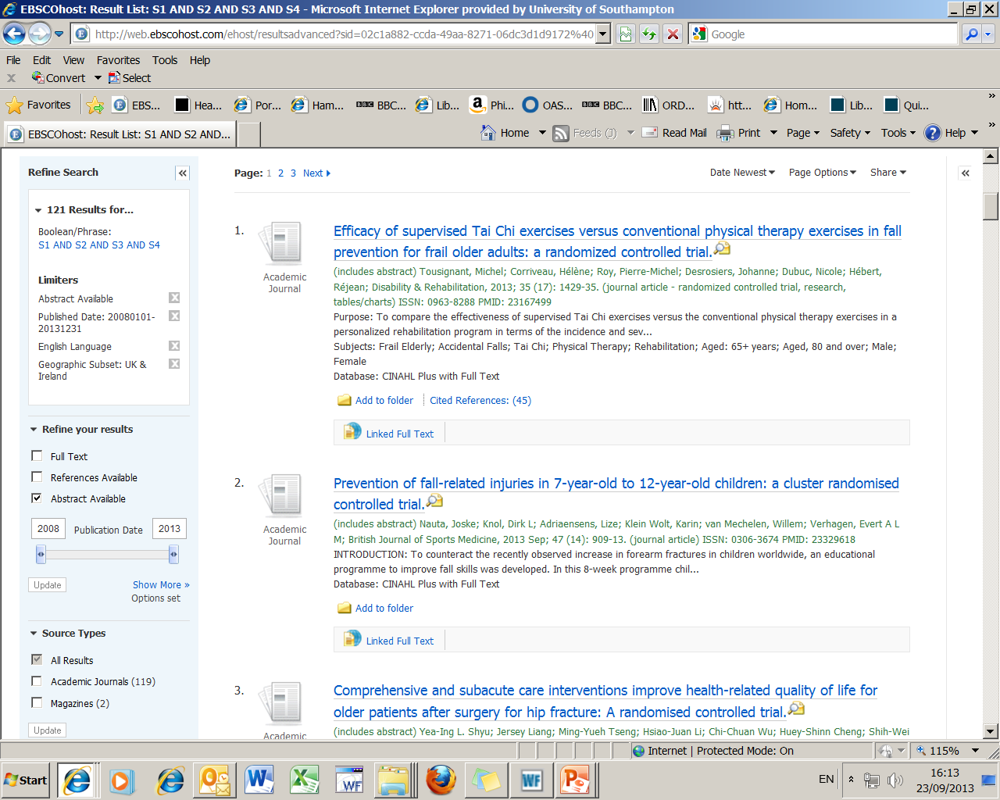 EBSCOhost: Result List: S1 AND S2 AND S3 AND S4 - Microsoft Internet Explorer provided by University of Southampton
http://web.ebscohost.com/ehost/resultsadvanced?sid=02c1a882-ccda-49aa-8271-06dc3d1d9172%40
Google
File Edit View Favorites Tools Help
x Convert Select
Favorites EBS... Hea... Por... Ham... BBC BBC... Lib... Phi... OAS... BBC BBC... ORD... htt... Hom... Lib... Qui... »
EBSCOhost: Result List: S1 AND S2 AND... Home Feeds (J) Read Mail Print Page Safety Tools Help »
Refine Search «
121 Results for...
Boolean/Phrase:
S1 AND S2 AND S3 AND S4
Limiters
Abstract Available
Published Date: 20080101-
20131231
English Language
Geographic Subset: UK &
Ireland
Refine your results
Full Text
References Available
Abstract Available
2008 Publication Date 2013
Update
Show More »
Options set
Source Types
All Results
Academic Journals (119)
Magazines (2)
Update
Page: 1 2 3 Next
Date Newest Page Options Share «
1.
Academic
Journal
Efficacy of supervised Tai Chi exercises versus conventional physical therapy exercises in fall
prevention for frail older adults: a randomized controlled trial.
(includes abstract) Tousignant, Michel; Corriveau, Hélène; Roy, Pierre-Michel; Desrosiers, Johanne; Dubuc, Nicole; Hébert,
Réjean; Disability & Rehabilitation, 2013; 35 (17): 1429-35. (journal article - randomized controlled trial, research,
tables/charts) ISSN: 0963-8288 PMID: 23167499
Purpose: To compare the effectiveness of supervised Tai Chi exercises versus the conventional physical therapy exercises in a
personalized rehabilitation program in terms of the incidence and sev...
Subjects: Frail Elderly; Accidental Falls; Tai Chi; Physical Therapy; Rehabilitation; Aged: 65+ years; Aged, 80 and over; Male;
Female
Database: CINAHL Plus with Full Text
Add to folder Cited References: (45)
Linked Full Text
2.
Academic
Journal
Prevention of fall-related injuries in 7-year-old to 12-year-old children: a cluster randomised
controlled trial.
(includes abstract) Nauta, Joske; Knol, Dirk L; Adriaensens, Lize; Klein Wolt, Karin; van Mechelen, Willem; Verhagen, Evert A L
M; British Journal of Sports Medicine, 2013 Sep; 47 (14): 909-13. (journal article) ISSN: 0306-3674 PMID: 23329618
INTRODUCTION: To counteract the recently observed increase in forearm fractures in children worldwide, an educational
programme to improve fall skills was developed. In this 8-week programme chil...
Database: CINAHL Plus with Full Text
Add to folder
Linked Full Text
3.
Academic
Comprehensive and subacute care interventions improve health-related quality of life for
older patients after surgery for hip fracture: A randomised controlled trial.
(includes abstract) Yea-Ing L. Shyu; Jersey Liang; Ming-Yueh Tseng; Hsiao-Juan Li; Chi-Chuan Wu; Huey-Shinn Cheng; Shih-Wei
Internet | Protected Mode: On 115%
Start EN 16:13
23/09/2013